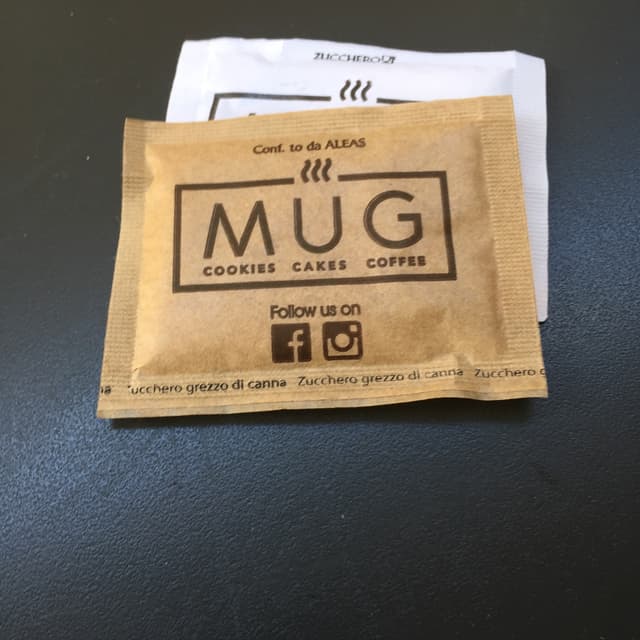 ZUCCHERO
Conf. to da ALEAS
MUG
COOKIES CAKES COFFEE
Follow us on
ucchero grezzo di canna Zucchero grezzo di canna Zucchero g